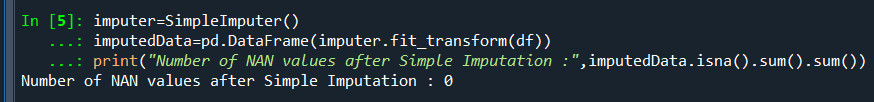 In [5]: imputer=SimpleImputer()
   ...: imputedData=pd.DataFrame(imputer.fit_transform(df))
   ...: print("Number of NAN values after Simple Imputation :",imputedData.isna().sum().sum())
Number of NAN values after Simple Imputation : 0